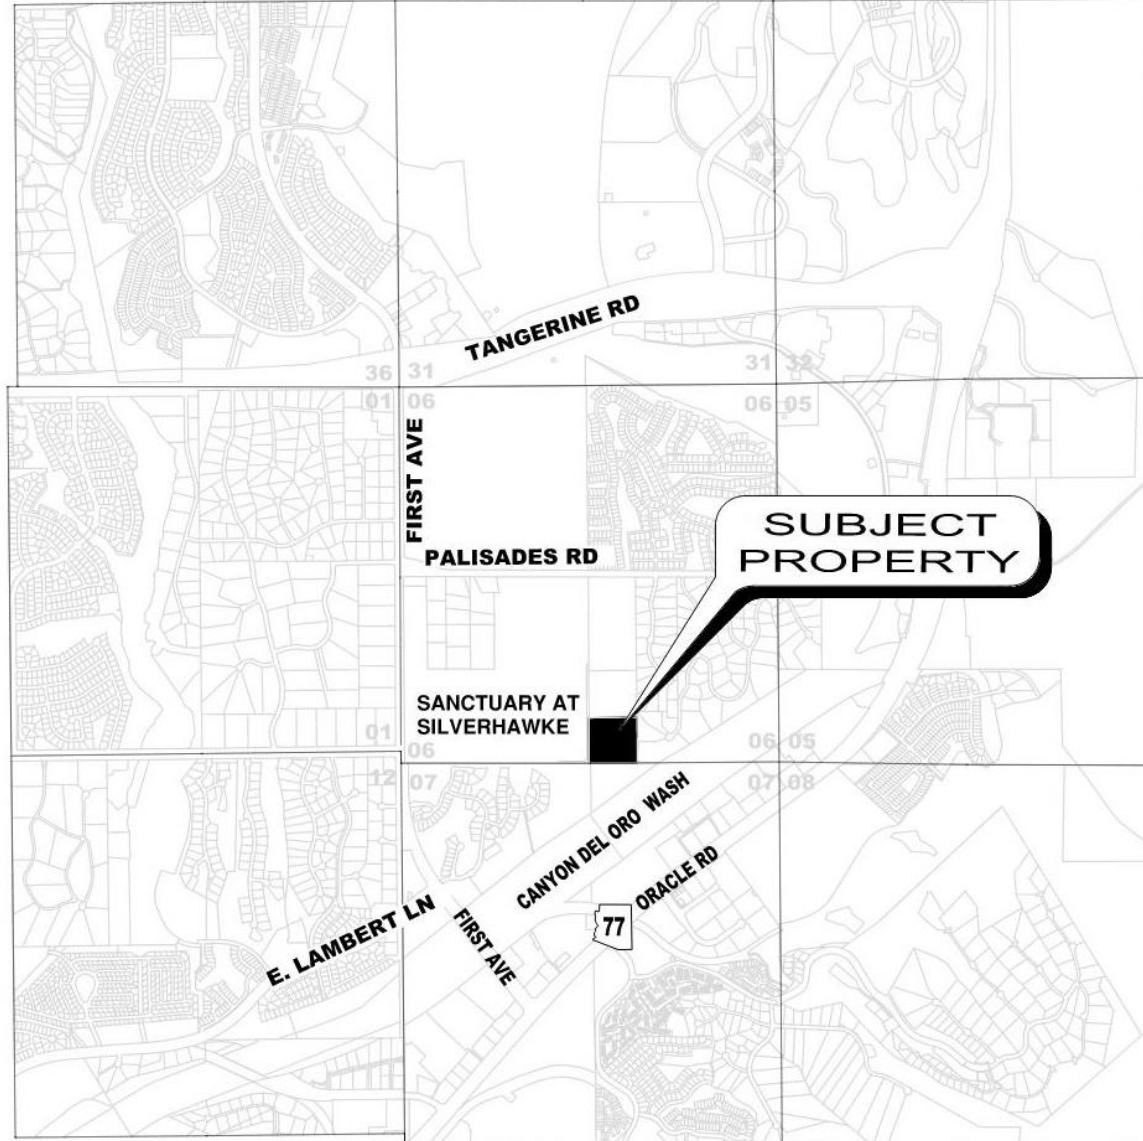 TANGERINE RD
36 31
31 32
01 06
06 05
FIRST AVE
SUBJECT
PROPERTY
PALISADES RD
SANCTUARY AT
SILVERHAWKE
01
06
06 05
12
07
07 08
CANYON DEL ORO WASH
ORACLE RD
E. LAMBERT LN
FIRST AVE
77